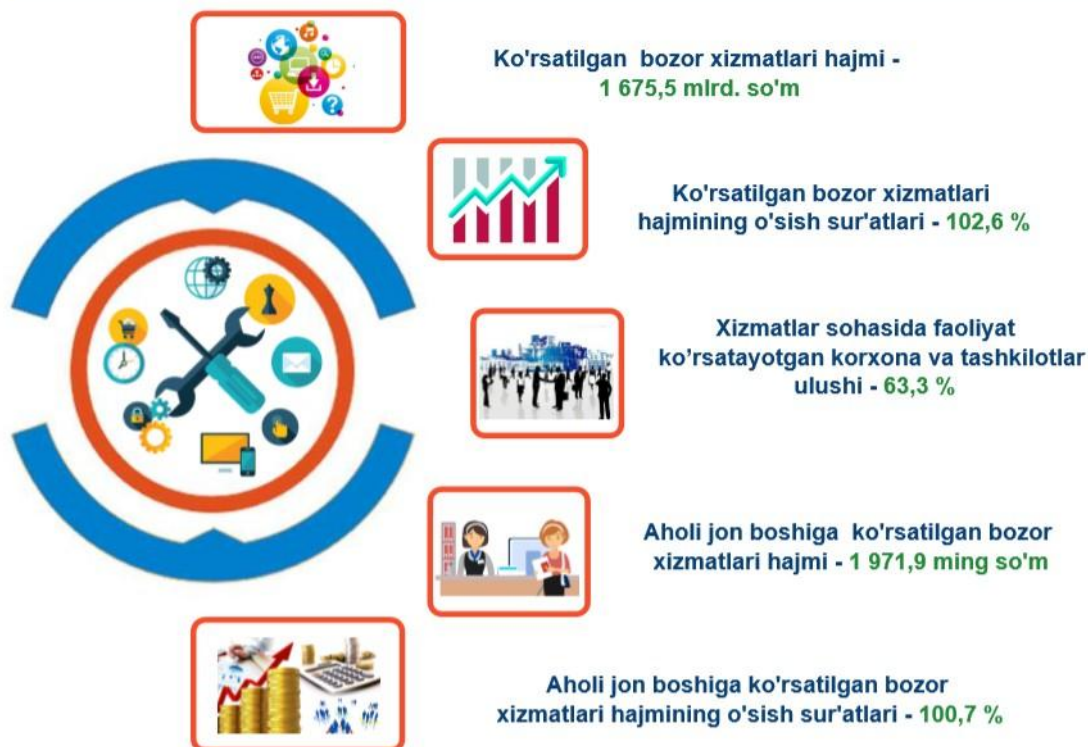 Ko'rsatilgan bozor xizmatlari hajmi -
1 675,5 mlrd. so'm
Ko'rsatilgan bozor xizmatlari
hajmining o'sish sur'atlari - 102,6 %
Xizmatlar sohasida faoliyat
ko’rsatayotgan korxona va tashkilotlar
ulushi - 63,3 %
Aholi jon boshiga ko'rsatilgan bozor
xizmatlari hajmi - 1 971,9 ming so'm
Aholi jon boshiga ko'rsatilgan bozor
xizmatlari hajmining o'sish sur'atlari - 100,7 %